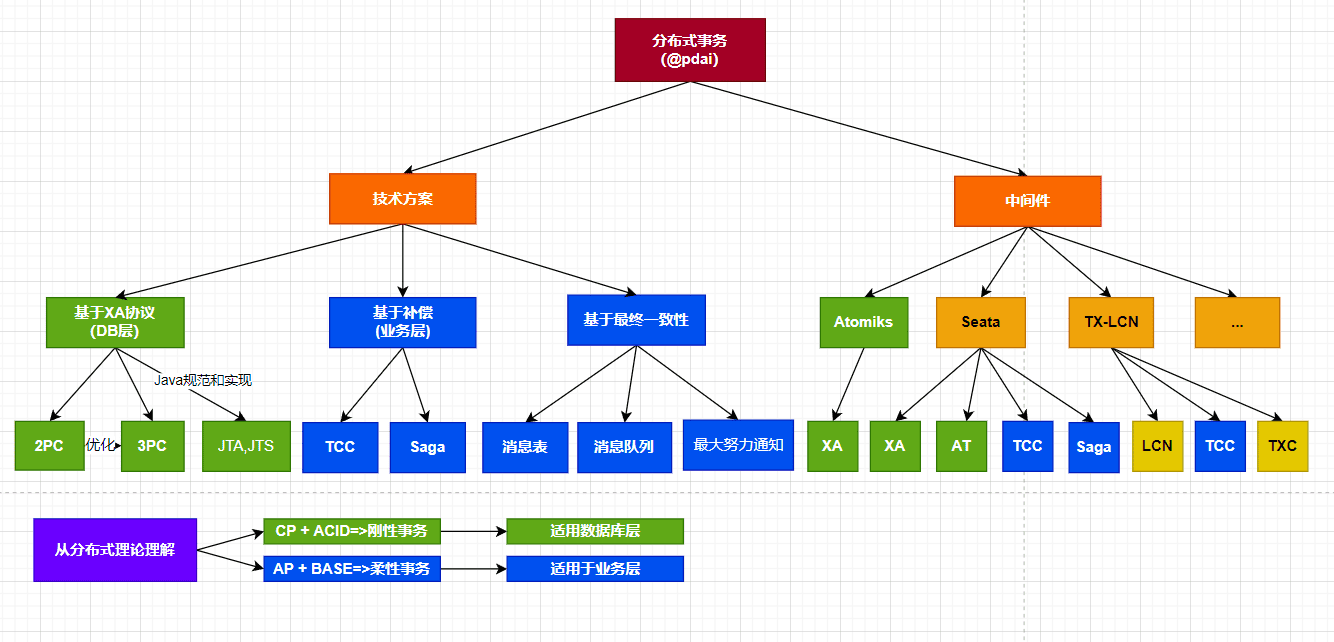 分布式事务
(@pdai)
技术方案
中间件
基于XA协议
(DB层)
基于补偿
(业务层)
基于最终一致性
Atomiks
Seata
TX-LCN
...
Java规范和实现
2PC
优化
3PC
JTA,JTS
TCC
Saga
消息表
消息队列
最大努力通知
XA
XA
AT
TCC
Saga
LCN
TCC
TXC
从分布式理论理解
CP + ACID=>刚性事务
适用数据库层
AP + BASE=>柔性事务
适用于业务层